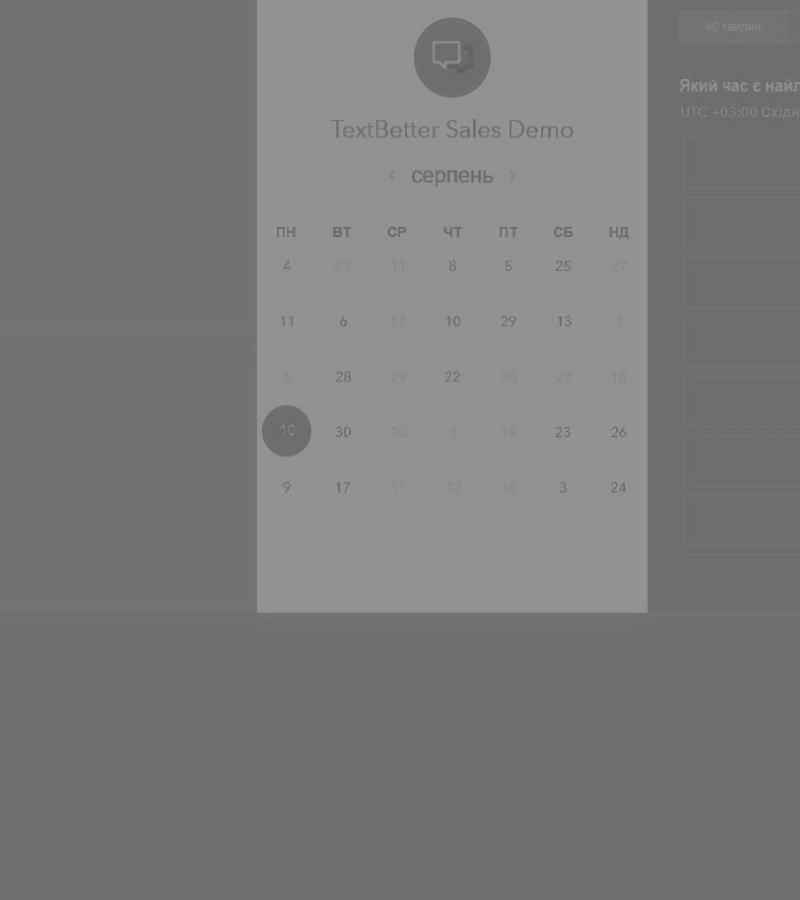 TextBetter Sales Demo
‹ серпень ›
ПН ВТ СР ЧТ ПТ СБ НД
4 23 11 8 5 25 27
11 6 17 10 29 13 3
5 28 29 22 20 27 18
10 30 20 3 19 23 26
9 17 11 12 15 3 24
40 хвилин
Який час є найл
UTC +03:00 Східн